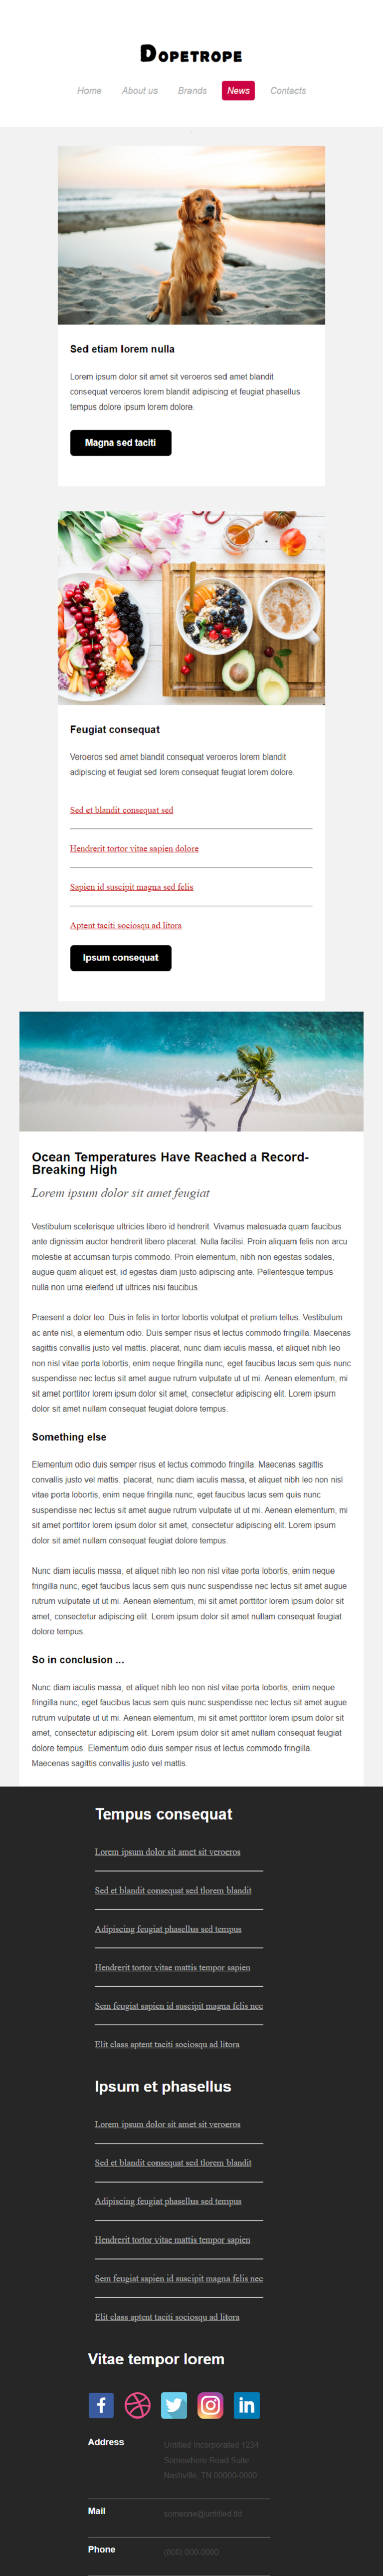 Dopetrope
Home About us Brands News Contacts
Sed etiam lorem nulla
Lorem ipsum dolor sit amet sit veroeros sed amet blandit
consequat veroeros lorem blandit adipiscing et feugiat phasellus
tempus dolore ipsum lorem dolore.
Magna sed taciti
Feugiat consequat
Veroeros sed amet blandit consequat veroeros lorem blandit
adipiscing et feugiat sed lorem consequat feugiat lorem dolore.
Sed et blandit consequat sed
Hendrerit tortor vitae sapien dolore
Sapien id suscipit magna sed felis
Aptent taciti sociosqu ad litora
Ipsum consequat
Ocean Temperatures Have Reached a Record-
Breaking High
Lorem ipsum dolor sit amet feugiat
Vestibulum scelerisque ultricies libero id hendrerit. Vivamus malesuada quam faucibus
ante dignissim auctor hendrerit libero placerat. Nulla facilisi. Proin aliquam felis non arcu
molestie at accumsan turpis commodo. Proin elementum, nibh non egestas sodales,
augue quam aliquet est, id egestas diam justo adipiscing ante. Pellentesque tempus
nulla non urna eleifend ut ultrices nisi faucibus.
Praesent a dolor leo. Duis in felis in tortor lobortis volutpat et pretium tellus. Vestibulum
ac ante nisl, a elementum odio. Duis semper risus et lectus commodo fringilla. Maecenas
sagittis convallis justo vel mattis. placerat, nunc diam iaculis massa, et aliquet nibh leo
non nisl vitae porta lobortis, enim neque fringilla nunc, eget faucibus lacus sem quis nunc
suspendisse nec lectus sit amet augue rutrum vulputate ut ut mi. Aenean elementum, mi
sit amet porttitor lorem ipsum dolor sit amet, consectetur adipiscing elit. Lorem ipsum
dolor sit amet nullam consequat feugiat dolore tempus.
Something else
Elementum odio duis semper risus et lectus commodo fringilla. Maecenas sagittis
convallis justo vel mattis. placerat, nunc diam iaculis massa, et aliquet nibh leo non nisl
vitae porta lobortis, enim neque fringilla nunc, eget faucibus lacus sem quis nunc
suspendisse nec lectus sit amet augue rutrum vulputate ut ut mi. Aenean elementum, mi
sit amet porttitor lorem ipsum dolor sit amet, consectetur adipiscing elit. Lorem ipsum
dolor sit amet nullam consequat feugiat dolore tempus.
Nunc diam iaculis massa, et aliquet nibh leo non nisl vitae porta lobortis, enim neque
fringilla nunc, eget faucibus lacus sem quis nunc suspendisse nec lectus sit amet augue
rutrum vulputate ut ut mi. Aenean elementum, mi sit amet porttitor lorem ipsum dolor sit
amet, consectetur adipiscing elit. Lorem ipsum dolor sit amet nullam consequat feugiat
dolore tempus.
So in conclusion ...
Nunc diam iaculis massa, et aliquet nibh leo non nisl vitae porta lobortis, enim neque
fringilla nunc, eget faucibus lacus sem quis nunc suspendisse nec lectus sit amet augue
rutrum vulputate ut ut mi. Aenean elementum, mi sit amet porttitor lorem ipsum dolor sit
amet, consectetur adipiscing elit. Lorem ipsum dolor sit amet nullam consequat feugiat
dolore tempus. Elementum odio duis semper risus et lectus commodo fringilla.
Maecenas sagittis convallis justo vel mattis.
Tempus consequat
Lorem ipsum dolor sit amet sit veroeros
Sed et blandit consequat sed tlorem blandit
Adipiscing feugiat phasellus sed tempus
Hendrerit tortor vitae mattis tempor sapien
Sem feugiat sapien id suscipit magna felis nec
Elit class aptent taciti sociosqu ad litora
Ipsum et phasellus
Lorem ipsum dolor sit amet sit veroeros
Sed et blandit consequat sed tlorem blandit
Adipiscing feugiat phasellus sed tempus
Hendrerit tortor vitae mattis tempor sapien
Sem feugiat sapien id suscipit magna felis nec
Elit class aptent taciti sociosqu ad litora
Vitae tempor lorem
Address Untitled Incorporated 1234
Somewhere Road Suite
Nashville, TN 00000-0000
Mail someone@untitled.tld
Phone (800) 000-0000